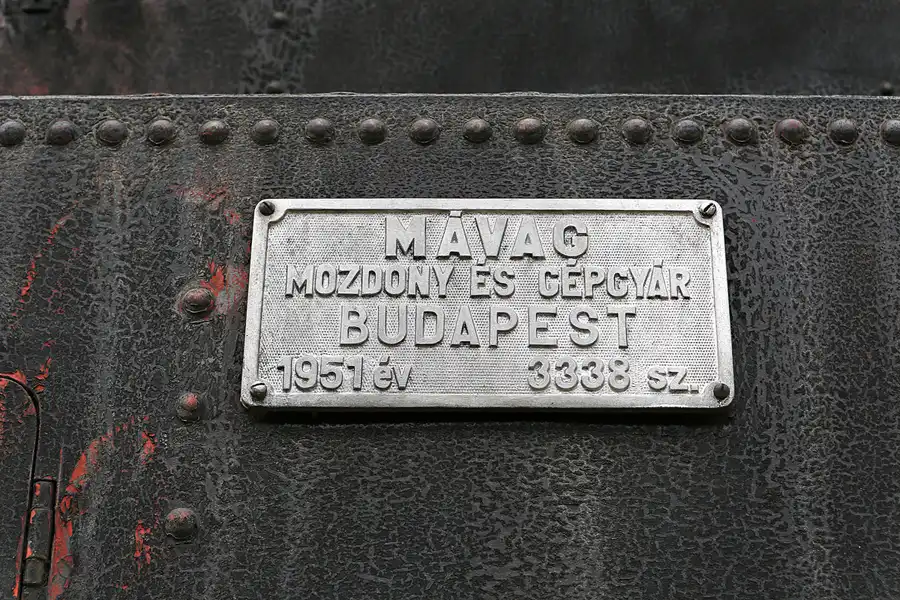 MÁVAG
MOZDONY ÉS GÉPGYÁR
BUDAPEST
1951 év 3338 sz.